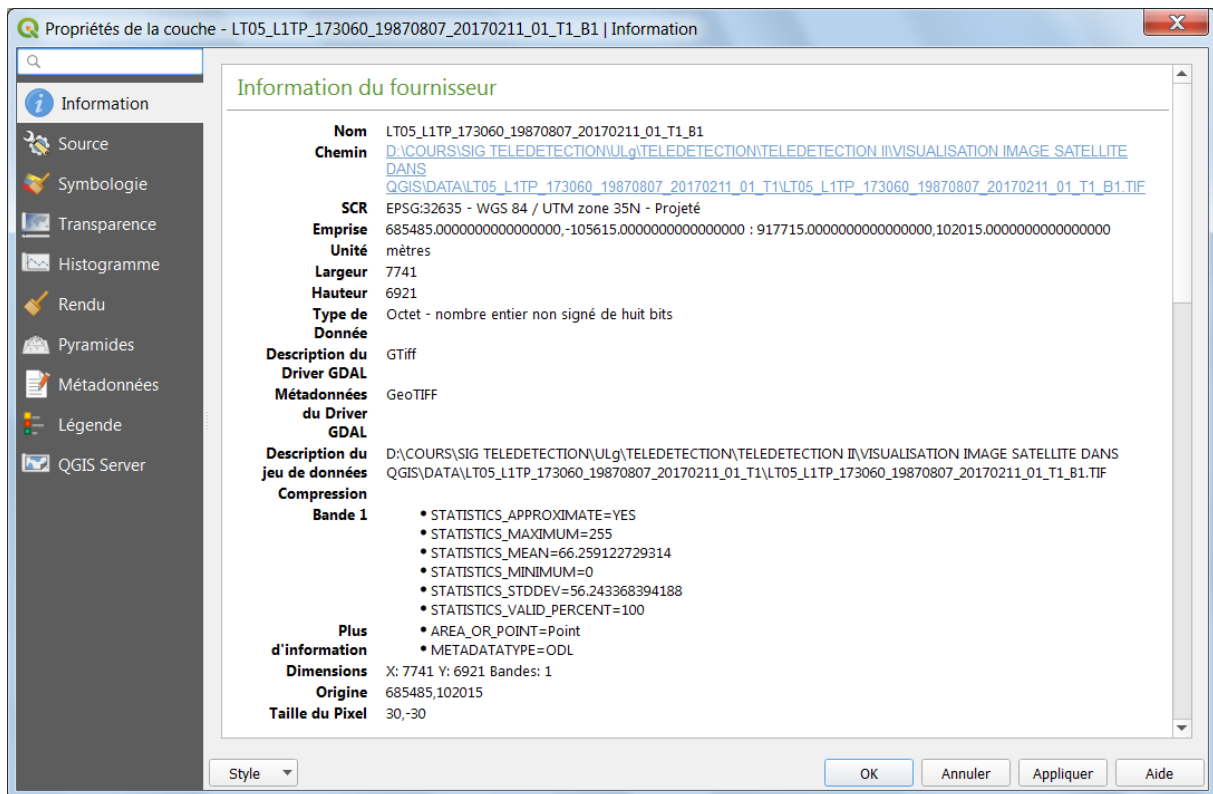 Propriétés de la couche - LT05_L1TP_173060_19870807_20170211_01_T1_B1 | Information
Information
Source
Symbologie
Transparence
Histogramme
Rendu
Pyramides
Métadonnées
Légende
QGIS Server
Information du fournisseur
Nom LT05_L1TP_173060_19870807_20170211_01_T1_B1
Chemin D:\COURS\SIG TELEDETECTION\ULg\TELEDETECTION\TELEDETECTION II\VISUALISATION IMAGE SATELLITE
DANS
QGIS\DATA\LT05_L1TP_173060_19870807_20170211_01_T1\LT05_L1TP_173060_19870807_20170211_01_T1_B1.TIF
SCR EPSG:32635 - WGS 84 / UTM zone 35N - Projeté
Emprise 685485.0000000000000000,-105615.0000000000000000 : 917715.0000000000000000,102015.0000000000000000
Unité mètres
Largeur 7741
Hauteur 6921
Type de Octet - nombre entier non signé de huit bits
Donnée
Description du GTiff
Driver GDAL
Métadonnées GeoTIFF
du Driver
GDAL
Description du D:\COURS\SIG TELEDETECTION\ULg\TELEDETECTION\TELEDETECTION II\VISUALISATION IMAGE SATELLITE DANS
jeu de données QGIS\DATA\LT05_L1TP_173060_19870807_20170211_01_T1\LT05_L1TP_173060_19870807_20170211_01_T1_B1.TIF
Compression
Bande 1 • STATISTICS_APPROXIMATE=YES
• STATISTICS_MAXIMUM=255
• STATISTICS_MEAN=66.259122729314
• STATISTICS_MINIMUM=0
• STATISTICS_STDDEV=56.243368394188
• STATISTICS_VALID_PERCENT=100
Plus • AREA_OR_POINT=Point
d'information • METADATATYPE=ODL
Dimensions X: 7741 Y: 6921 Bandes: 1
Origine 685485,102015
Taille du Pixel 30,-30
Style OK Annuler Appliquer Aide